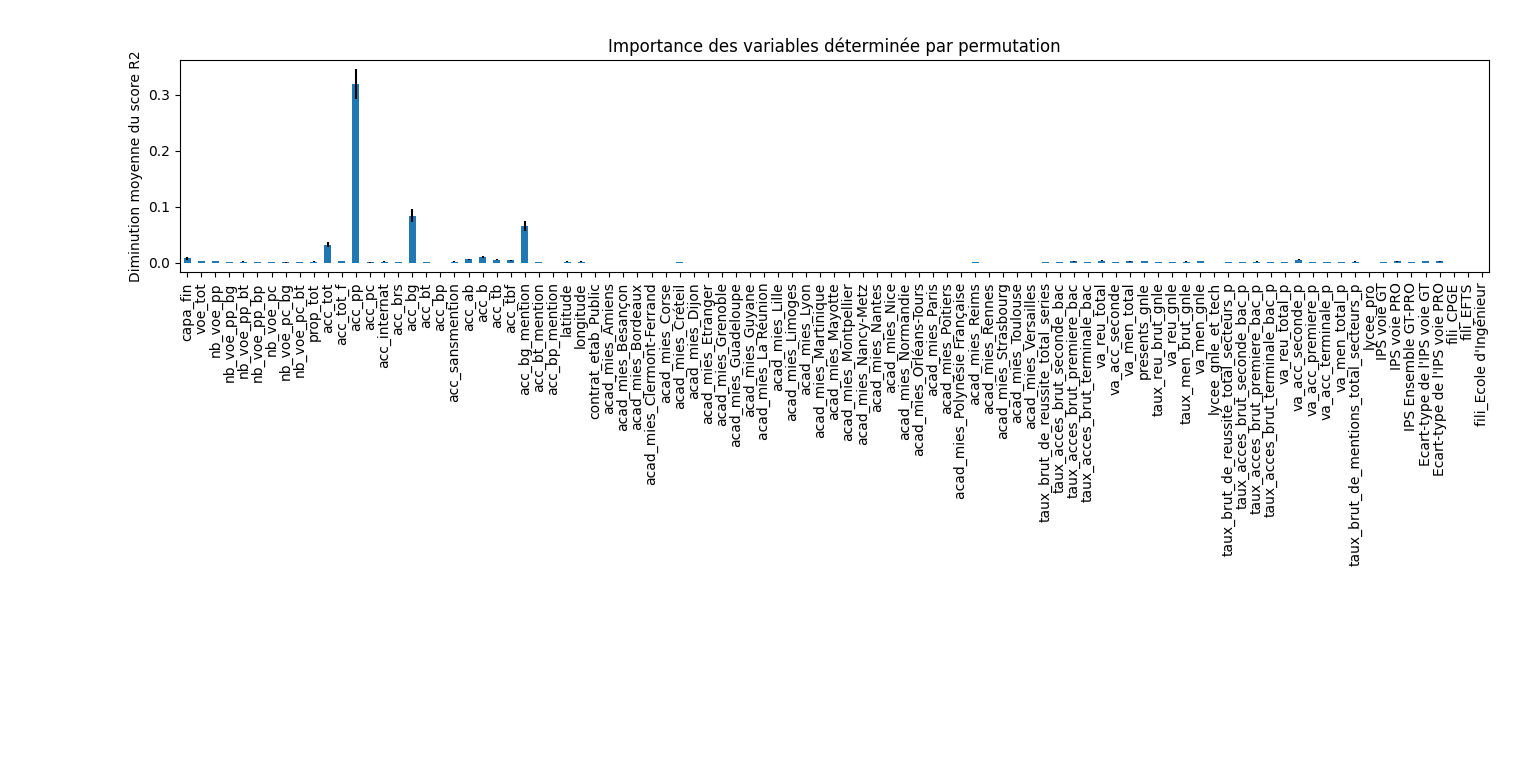 Importance des variables déterminée par permutation
Diminution moyenne du score R2
0.3
0.2
0.1
0.0
capa_fin
voe_tot
nb_voe_pp
nb_voe_pp_bg
nb_voe_pp_bt
nb_voe_pp_bp
nb_voe_pc
nb_voe_pc_bg
nb_voe_pc_bt
prop_tot
acc_tot
acc_tot_f
acc_pp
acc_pc
acc_internat
acc_brs
acc_bg
acc_bt
acc_bp
acc_sansmention
acc_ab
acc_b
acc_tb
acc_tbf
acc_bg_mention
acc_bt_mention
acc_bp_mention
latitude
longitude
contrat_etab_Public
acad_mies_Amiens
acad_mies_Besançon
acad_mies_Bordeaux
acad_mies_Clermont-Ferrand
acad_mies_Corse
acad_mies_Créteil
acad_mies_Dijon
acad_mies_Etranger
acad_mies_Grenoble
acad_mies_Guadeloupe
acad_mies_Guyane
acad_mies_La Réunion
acad_mies_Lille
acad_mies_Limoges
acad_mies_Lyon
acad_mies_Martinique
acad_mies_Mayotte
acad_mies_Montpellier
acad_mies_Nancy-Metz
acad_mies_Nantes
acad_mies_Nice
acad_mies_Normandie
acad_mies_Orléans-Tours
acad_mies_Paris
acad_mies_Poitiers
acad_mies_Polynésie Française
acad_mies_Reims
acad_mies_Rennes
acad_mies_Strasbourg
acad_mies_Toulouse
acad_mies_Versailles
taux_brut_de_reussite_total_series
taux_acces_brut_seconde_bac
taux_acces_brut_premiere_bac
taux_acces_brut_terminale_bac
va_reu_total
va_acc_seconde
va_men_total
presents_gnle
taux_reu_brut_gnle
va_reu_gnle
taux_men_brut_gnle
va_men_gnle
lycee_gnle_et_tech
taux_brut_de_reussite_total_secteurs_p
taux_acces_brut_seconde_bac_p
taux_acces_brut_premiere_bac_p
taux_acces_brut_terminale_bac_p
va_reu_total_p
va_acc_seconde_p
va_acc_premiere_p
va_acc_terminale_p
va_men_total_p
taux_brut_de_mentions_total_secteurs_p
lycee_pro
IPS voie GT
IPS voie PRO
IPS Ensemble GT-PRO
Ecart-type de l'IPS voie GT
Ecart-type de l'IPS voie PRO
fili_CPGE
fili_EFTS
fili_Ecole d'Ingénieur